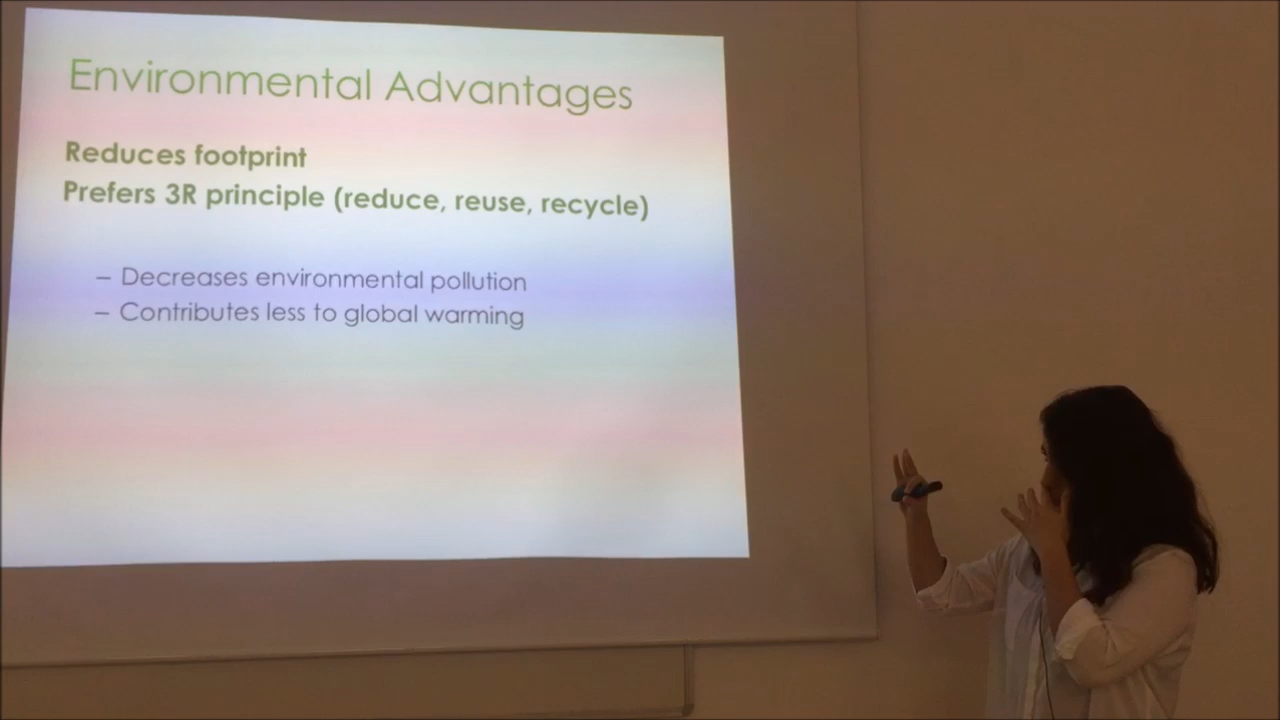 Environmental Advantages
Reduces footprint
Prefers 3R principle (reduce, reuse, recycle)
– Decreases environmental pollution
– Contributes less to global warming